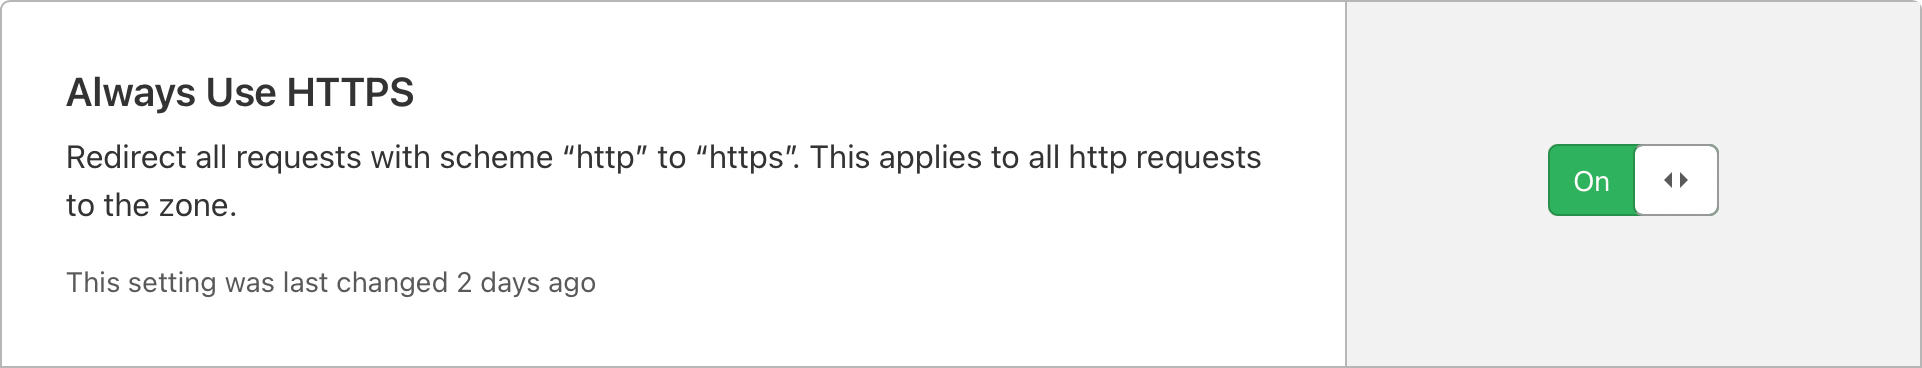 Always Use HTTPS
Redirect all requests with scheme “http” to “https”. This applies to all http requests
to the zone.
This setting was last changed 2 days ago
On